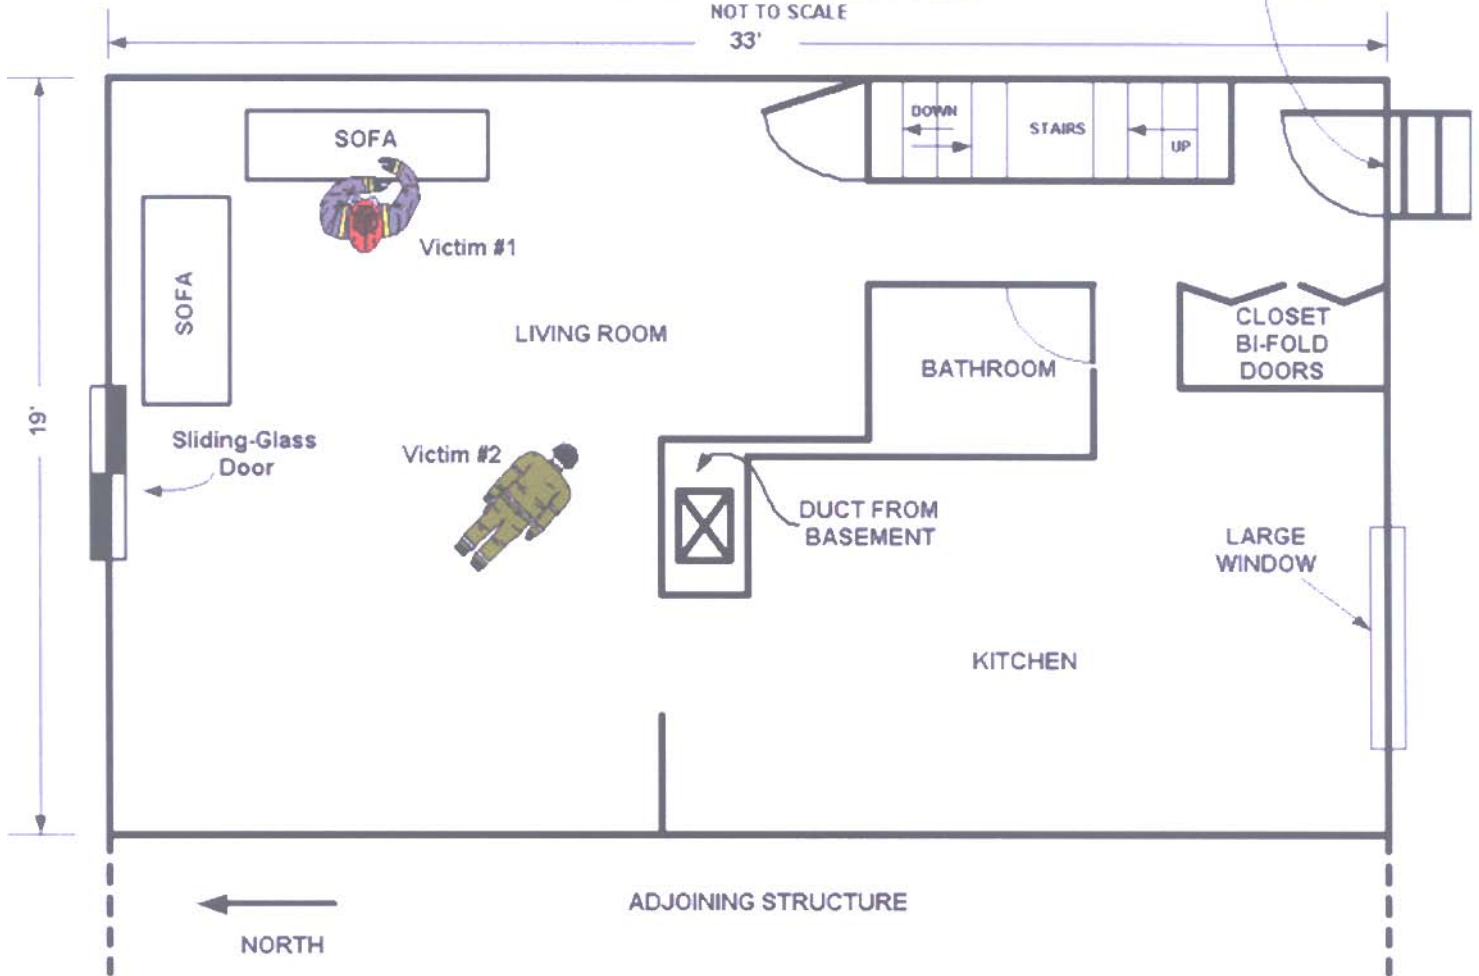 NOT TO SCALE
33'
SOFA
DOWN
STAIRS
UP
Victim #1
SOFA
LIVING ROOM
CLOSET
BI-FOLD
DOORS
BATHROOM
19'
Sliding-Glass
Door
Victim #2
DUCT FROM
BASEMENT
LARGE
WINDOW
KITCHEN
ADJOINING STRUCTURE
NORTH